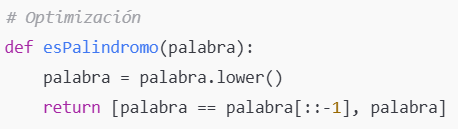 # Optimización
def esPalindromo(palabra):
    palabra = palabra.lower()
    return [palabra == palabra[::-1], palabra]